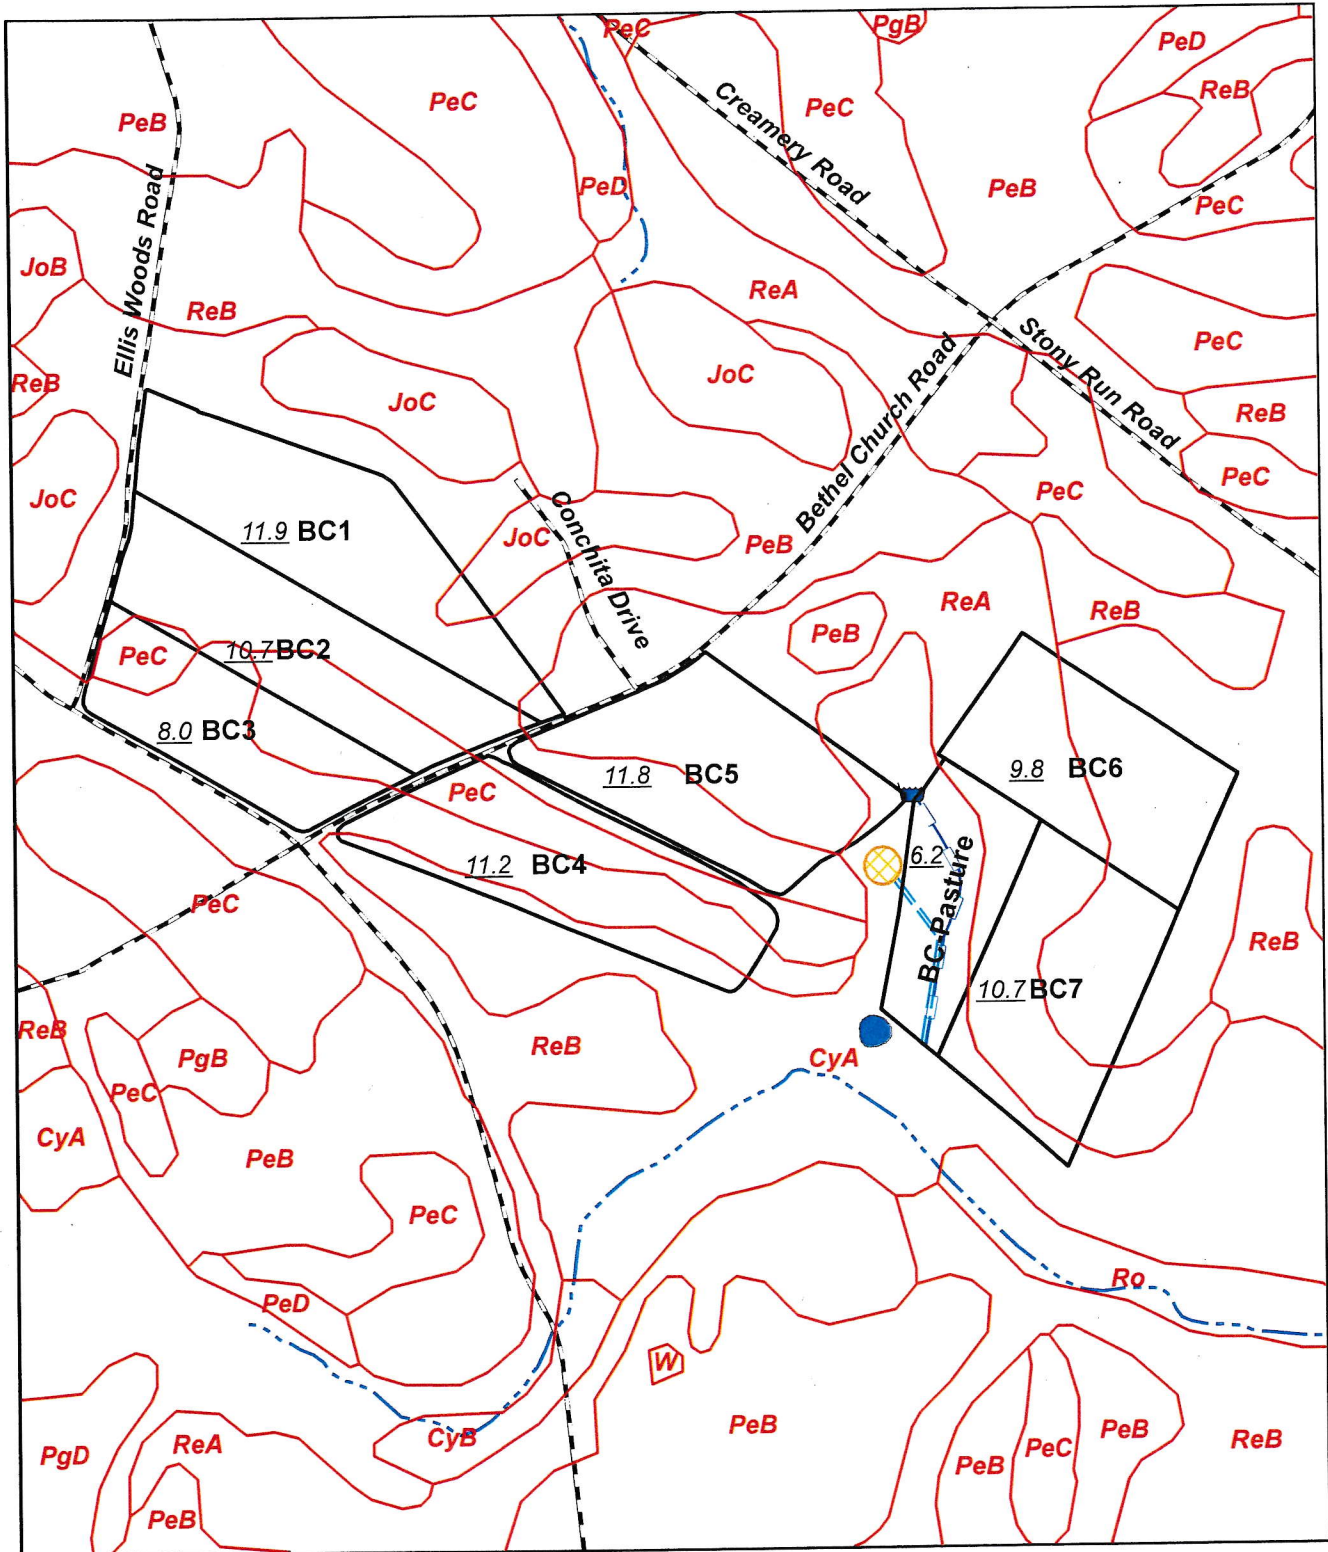 PeC
PgB
PeD
PeC
Creamery Road
PeC
ReB
PeB
PeD
PeB
PeC
Ellis Woods Road
JoB
ReB
ReA
Stony Run Road
PeC
ReB
JoC
JoC
Bethel Church Road
ReB
JoC
11.9 BC1
JoC
Conchita Drive
PeB
PeC
PeC
ReA
ReB
PeC
10.7 BC2
PeB
8.0 BC3
PeC
11.8 BC5
9.8 BC6
11.2 BC4
6.2
BC-Pasture
PeC
ReB
10.7 BC7
ReB
PgB
ReB
CyA
PeC
CyA
PeB
PeC
PeD
Ro
W
PeB
CyB
PgD
ReA
PeB
PeC
PeB
ReB
PeB